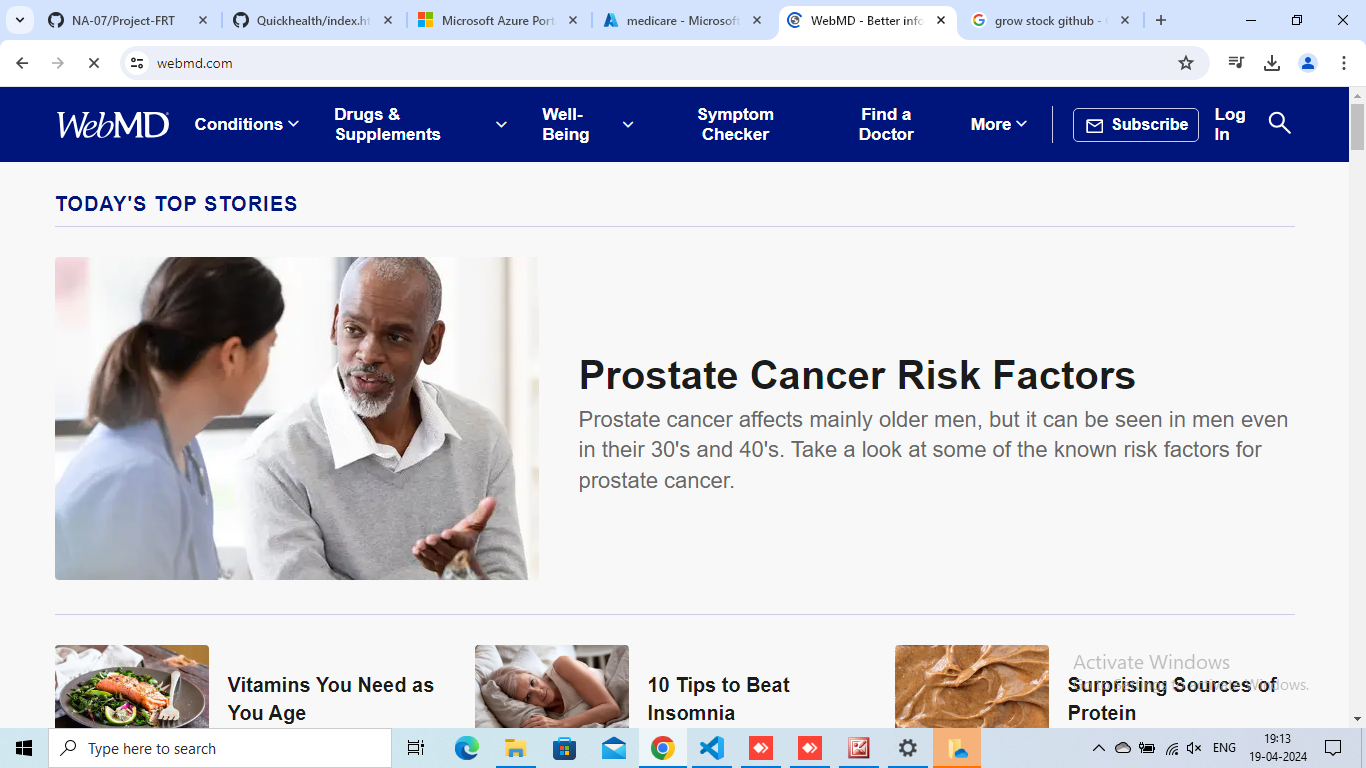 NA-07/Project-FRT
Quickhealth/index.ht
Microsoft Azure Port
medicare - Microsoft
WebMD - Better info
grow stock github -
webmd.com
WebMD
Conditions
Drugs &
Supplements
Well-
Being
Symptom
Checker
Find a
Doctor
More
Subscribe
Log
In
TODAY'S TOP STORIES
Prostate Cancer Risk Factors
Prostate cancer affects mainly older men, but it can be seen in men even
in their 30's and 40's. Take a look at some of the known risk factors for
prostate cancer.
Vitamins You Need as
You Age
10 Tips to Beat
Insomnia
Surprising Sources of
Protein
Activate Windows
Type here to search
ENG
19:13
19-04-2024